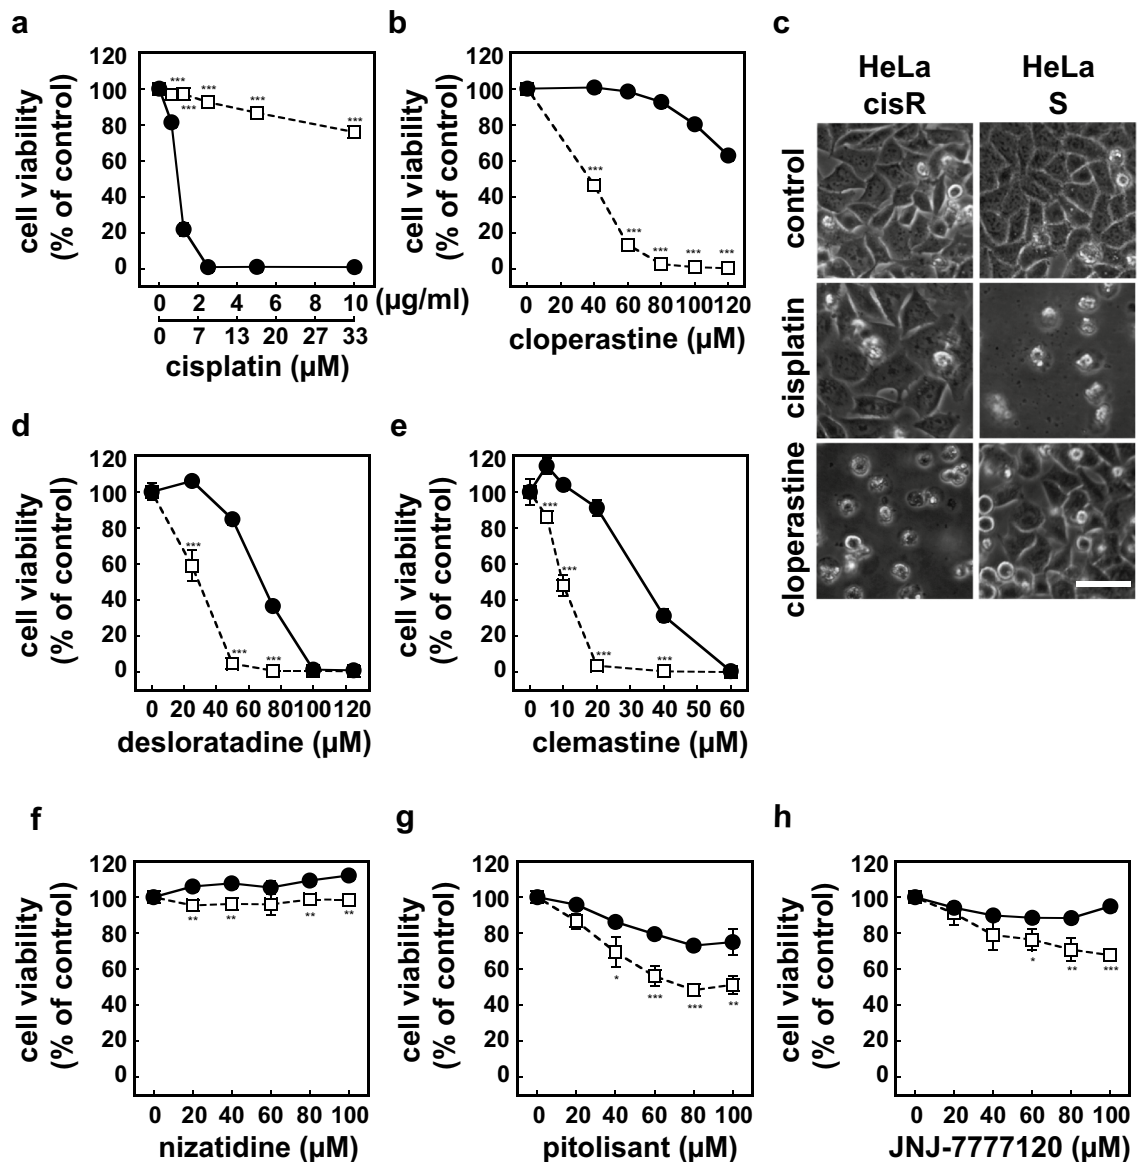 a
120
100
80
60
40
20
0
cell viability
(% of control)
***
***
***
***
***
0 2 4 6 8 10 (µg/ml)
0 7 13 20 27 33
cisplatin (µM)
b
120
100
80
60
40
20
0
cell viability
(% of control)
***
***
***
***
***
0 20 40 60 80 100 120
cloperastine (µM)
c
HeLa
cisR
HeLa
S
control
cisplatin
cloperastine
d
120
100
80
60
40
20
0
cell viability
(% of control)
***
***
***
0 20 40 60 80 100 120
desloratadine (µM)
e
120
100
80
60
40
20
0
cell viability
(% of control)
***
***
***
***
0 10 20 30 40 50 60
clemastine (µM)
f
120
100
80
60
40
20
0
cell viability
(% of control)
**
**
**
**
0 20 40 60 80 100
nizatidine (µM)
g
120
100
80
60
40
20
0
cell viability
(% of control)
*
***
***
**
0 20 40 60 80 100
pitolisant (µM)
h
120
100
80
60
40
20
0
cell viability
(% of control)
*
**
***
0 20 40 60 80 100
JNJ-7777120 (µM)